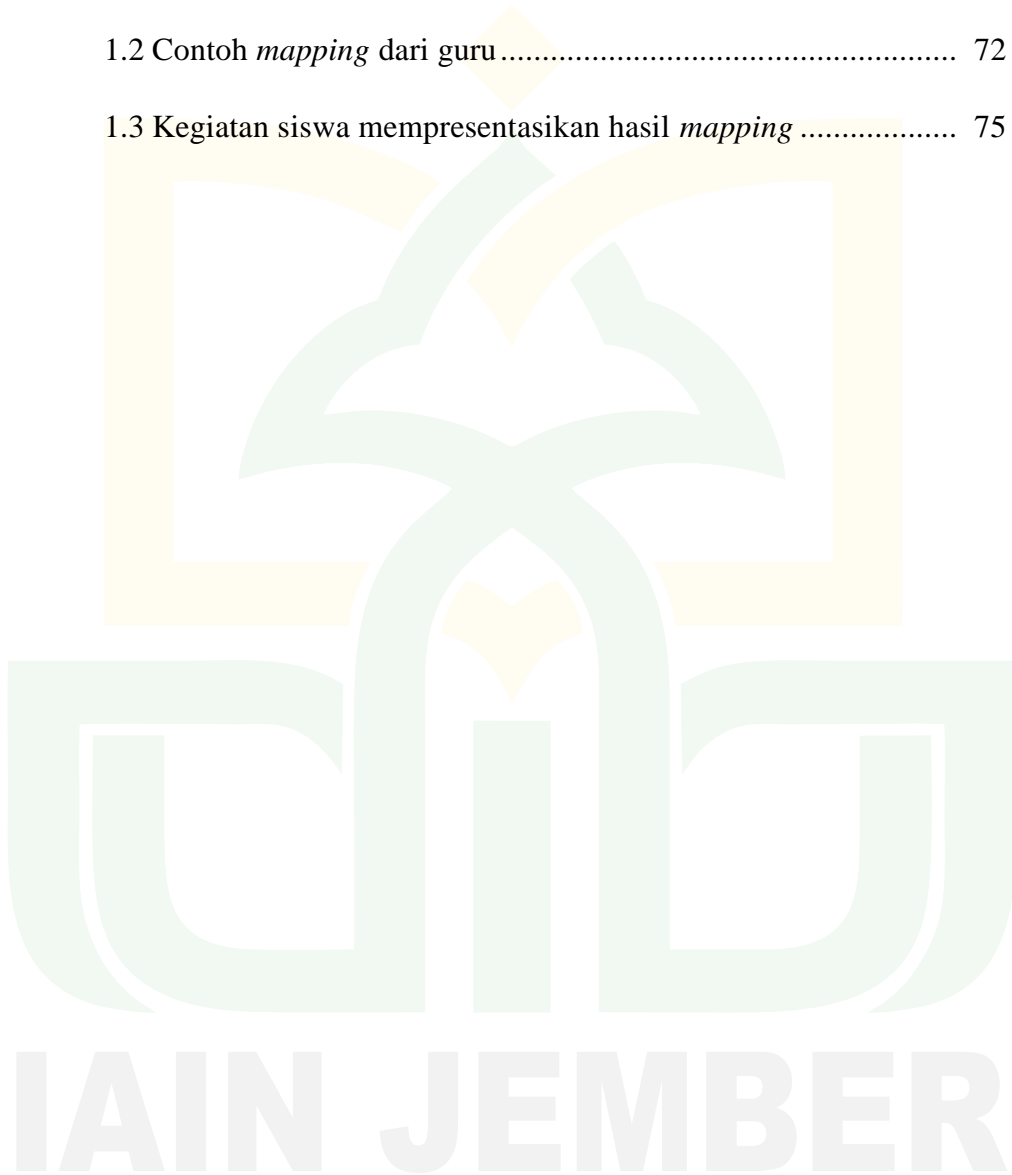 1.2 Contoh mapping dari guru....................................................... 72
1.3 Kegiatan siswa mempresentasikan hasil mapping ................... 75
IAIN JEMBER